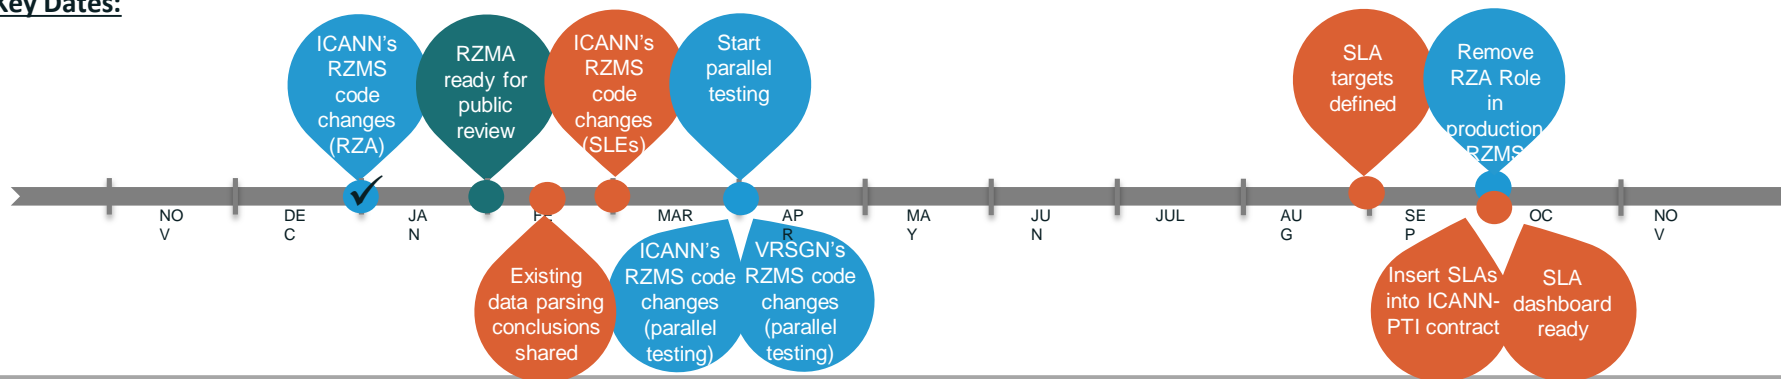 Key Dates:
ICANN's
RZMS
code
changes
(RZA)
RZMA
ready for
public
review
ICANN's
RZMS
code
changes
(SLEs)
Start
parallel
testing
SLA
targets
defined
Remove
RZA Role
in
production
RZMS
NO
V
DE
C
JA
N
MAR
AP
R
MA
Y
JU
N
JUL
AU
G
SE
P
OC
NO
V
Existing
data parsing
conclusions
shared
ICANN's
RZMS code
changes
(parallel
testing)
VRSGN's
RZMS code
changes
(parallel
testing)
Insert SLAs
into ICANN-
PTI contract
SLA
dashboard
ready